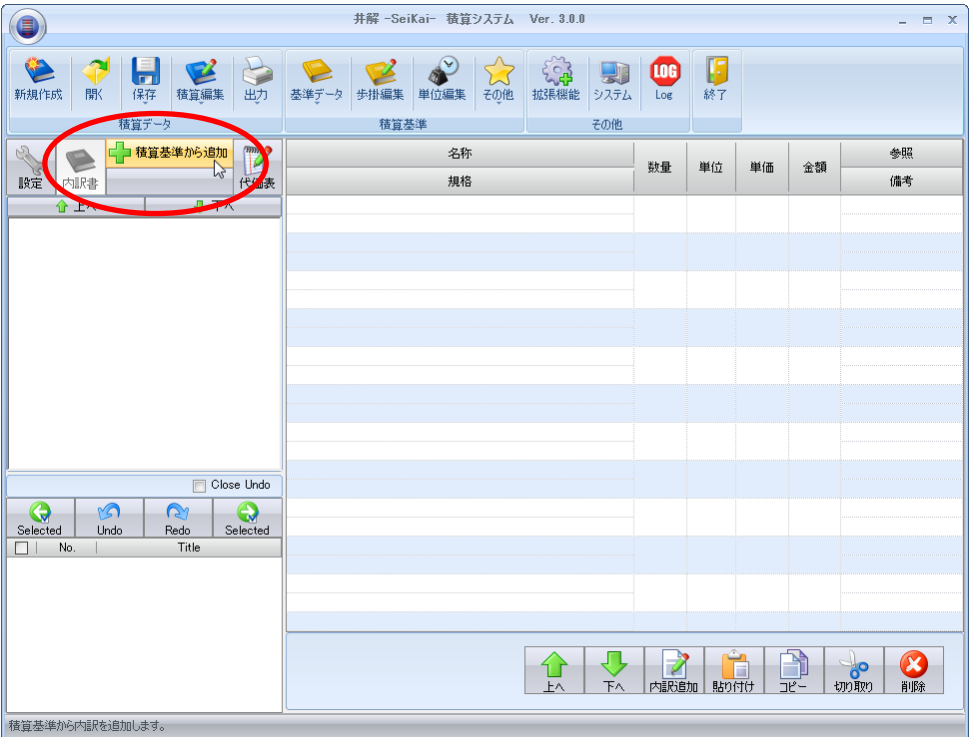 井解 -SeiKai- 積算システム Ver. 3.0.0
新規作成 開く 保存 積算編集 出力 基準データ 歩掛編集 単位編集 その他 拡張機能 システム Log 終了
LOG
積算データ 積算基準 その他
設定 内訳書 積算基準から追加 代価表
上へ 下へ
名称 数量 単位 単価 金額 参照
規格 備考
Close Undo
Selected Undo Redo Selected
No. Title
上へ 下へ 内訳追加 貼り付け コピー 切り取り 削除
積算基準から内訳を追加します。